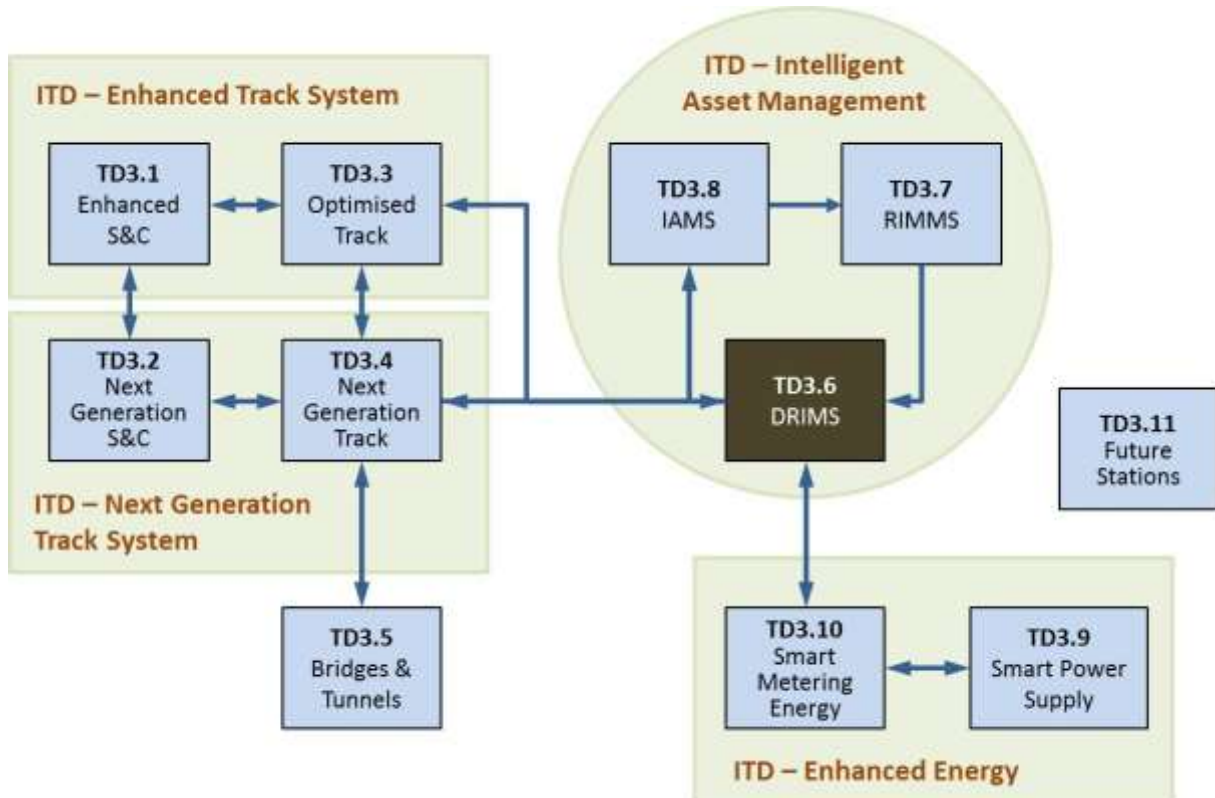 ITD – Enhanced Track System
TD3.1
Enhanced
S&C
TD3.3
Optimised
Track
TD3.2
Next
Generation
S&C
TD3.4
Next
Generation
Track
ITD – Next Generation
Track System
TD3.5
Bridges &
Tunnels
ITD – Intelligent
Asset Management
TD3.8
IAMS
TD3.7
RIMMS
TD3.6
DRIMS
TD3.11
Future
Stations
TD3.10
Smart
Metering
Energy
TD3.9
Smart Power
Supply
ITD – Enhanced Energy